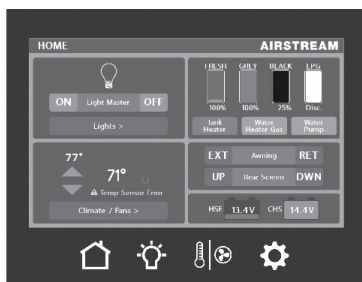 HOME
AIRSTREAM
ON Light Master OFF
Lights >
77°
71°
Temp Sensor Error
Climate / Fans >
FRESH GREY BLACK LPG
100% 100% 25% Disc.
Tank Heater
Water Heater Gas
Water Pump
EXT Awning RET
UP Rear Screen DWN
HSE 13.4V CHS 14.4V